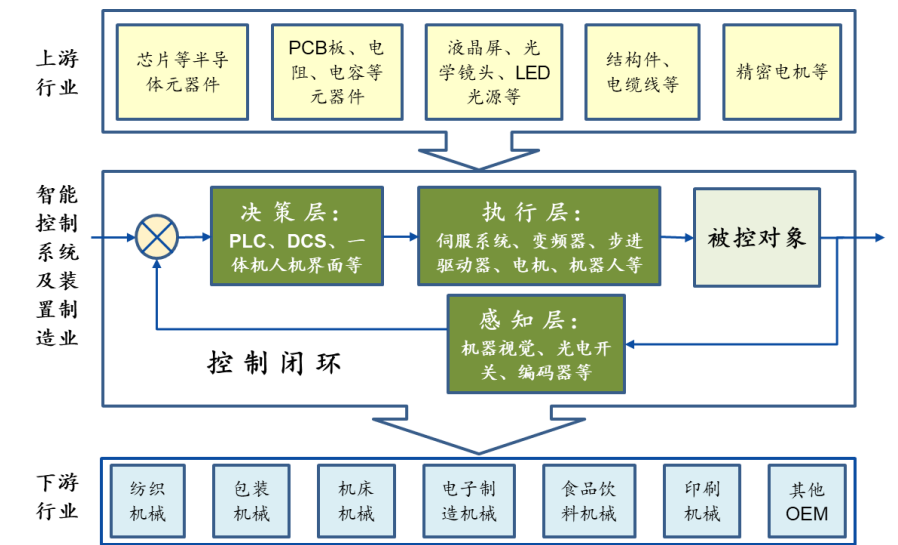 上游
行业
芯片等半导
体元器件
PCB板、电
阻、电容等
元器件
液晶屏、光
学镜头、LED
光源等
结构件、
电缆线等
精密电机等
智能
控制
系统
及装
置制
造业
决策层：
PLC、DCS、一
体机人机界面等
执行层：
伺服系统、变频器、步进
驱动器、电机、机器人等
被控对象
感知层：
机器视觉、光电开
关、编码器等
控制闭环
下游
行业
纺织
机械
包装
机械
机床
机械
电子制
造机械
食品饮
料机械
印刷
机械
其他
OEM